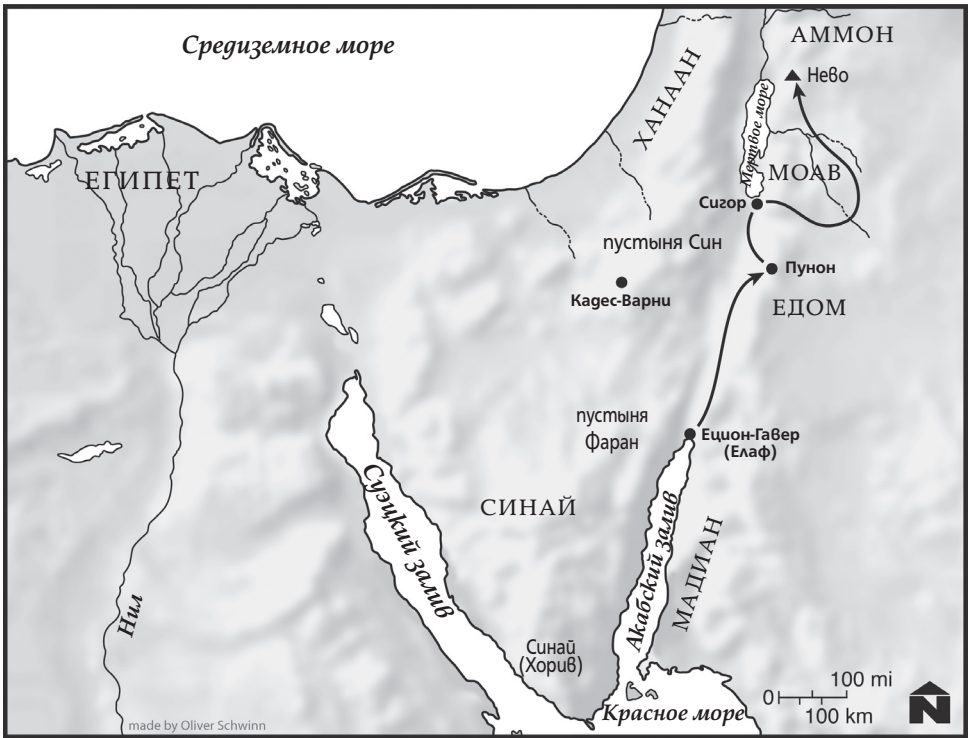 Средиземное море
АММОН
Нево
ХАНААН
Мертвое море
ЕГИПЕТ
МОАВ
Сигор
пустыня Син
Пунон
Кадес-Варни
ЕДОМ
пустыня
Фаран
Ецион-Гавер
(Елаф)
Суэцкий залив
СИНАЙ
Акабский залив
МАДИАН
Нил
Синай
(Хорив)
100 mi
0
100 km
Красное море
N
made by Oliver Schwinn